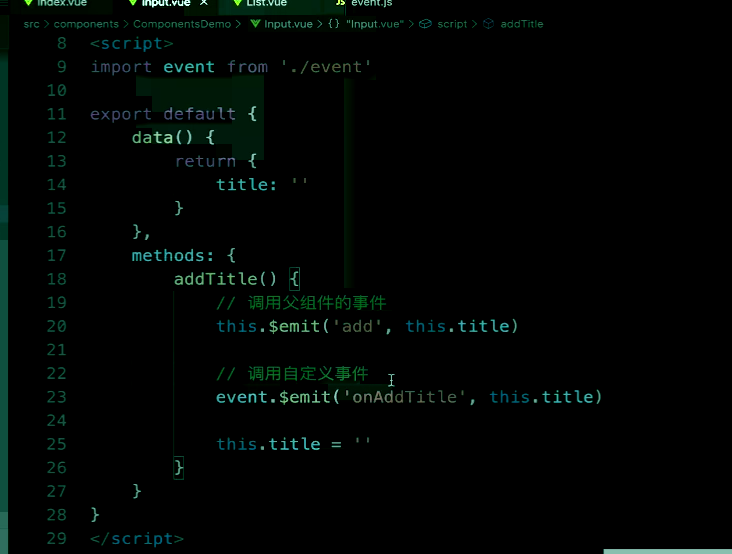 Index.vue Input.vue × List.vue JS event.js
src > components > ComponentsDemo > Input.vue > {} "Input.vue" > script > addTitle
8 <script>
9 import event from './event'
10
11 export default {
12 data() {
13 return {
14 title: ''
15 }
16 },
17 methods: {
18 addTitle() {
19 // 调用父组件的事件
20 this.$emit('add', this.title)
21
22 // 调用自定义事件
23 event.$emit('onAddTitle', this.title)
24
25 this.title = ''
26 }
27 }
28 }
29 </script>